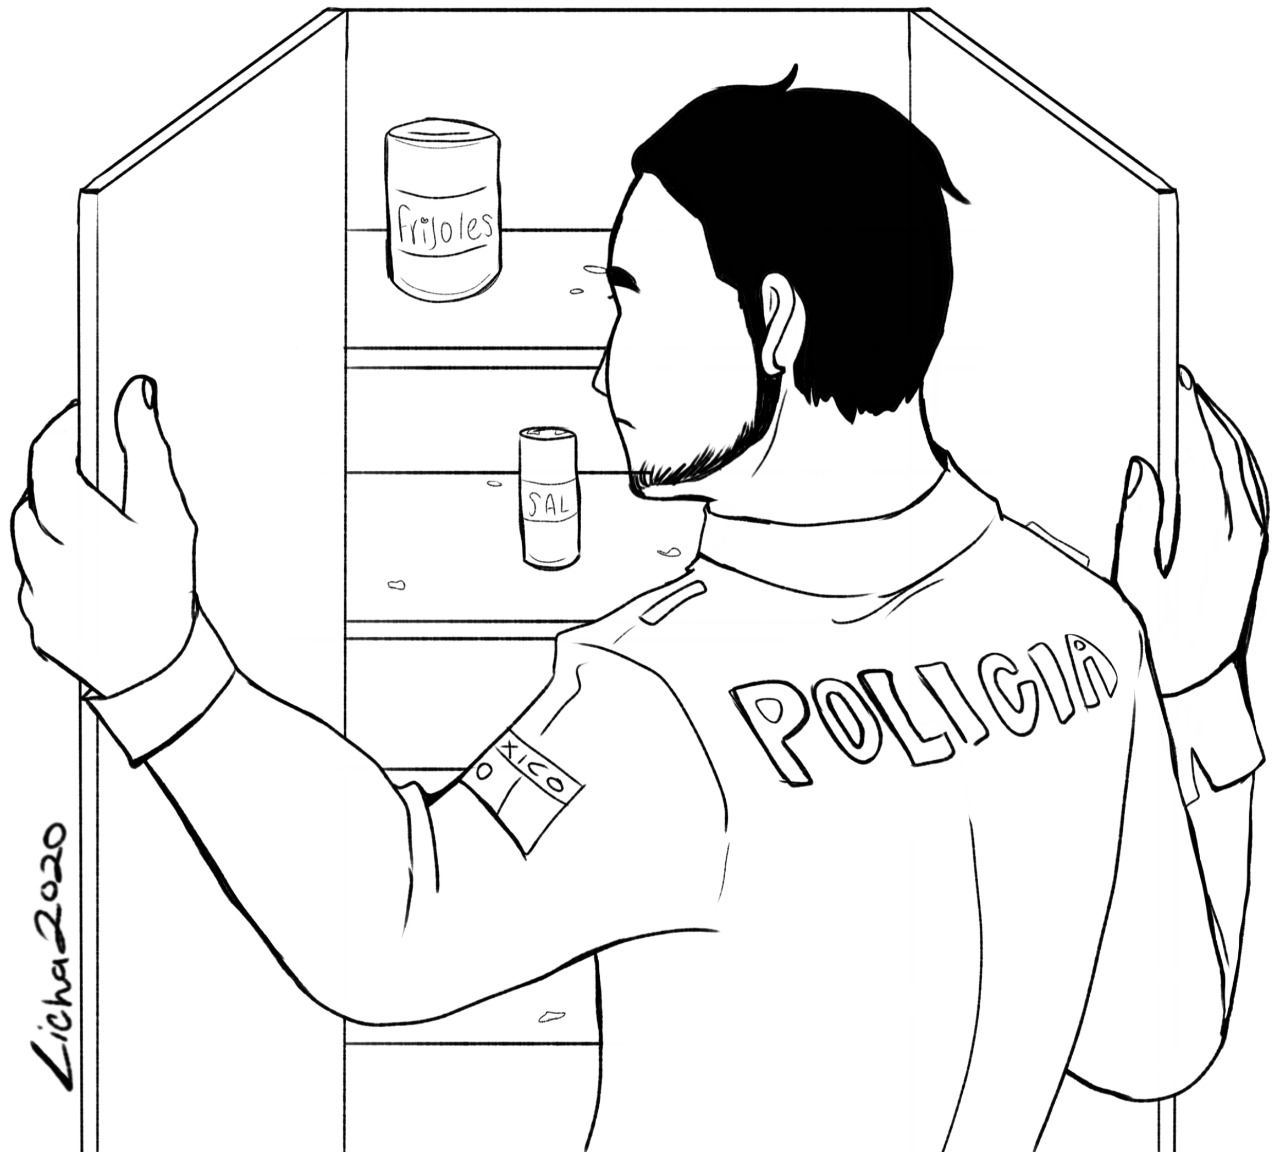 frijoles
SAL
POLICIA
XICO
O
Licha2020